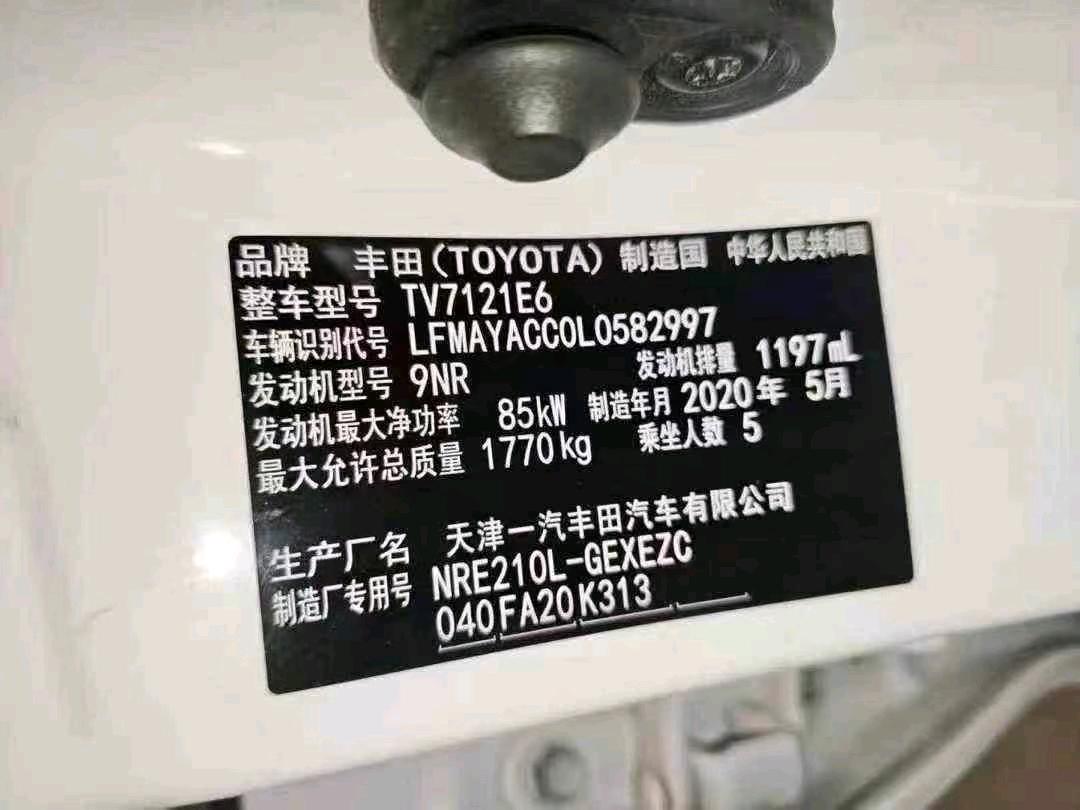 品牌 丰田(TOYOTA) 制造国 中华人民共和国
整车型号 TV7121E6
车辆识别代号 LFMAYACC0L0582997
发动机型号 9NR 发动机排量 1197mL
发动机最大净功率 85kW 制造年月 2020年 5月
最大允许总质量 1770kg 乘坐人数 5
生产厂名 天津一汽丰田汽车有限公司
制造厂专用号 NRE210L-GEXEZC
040 FA20 K313